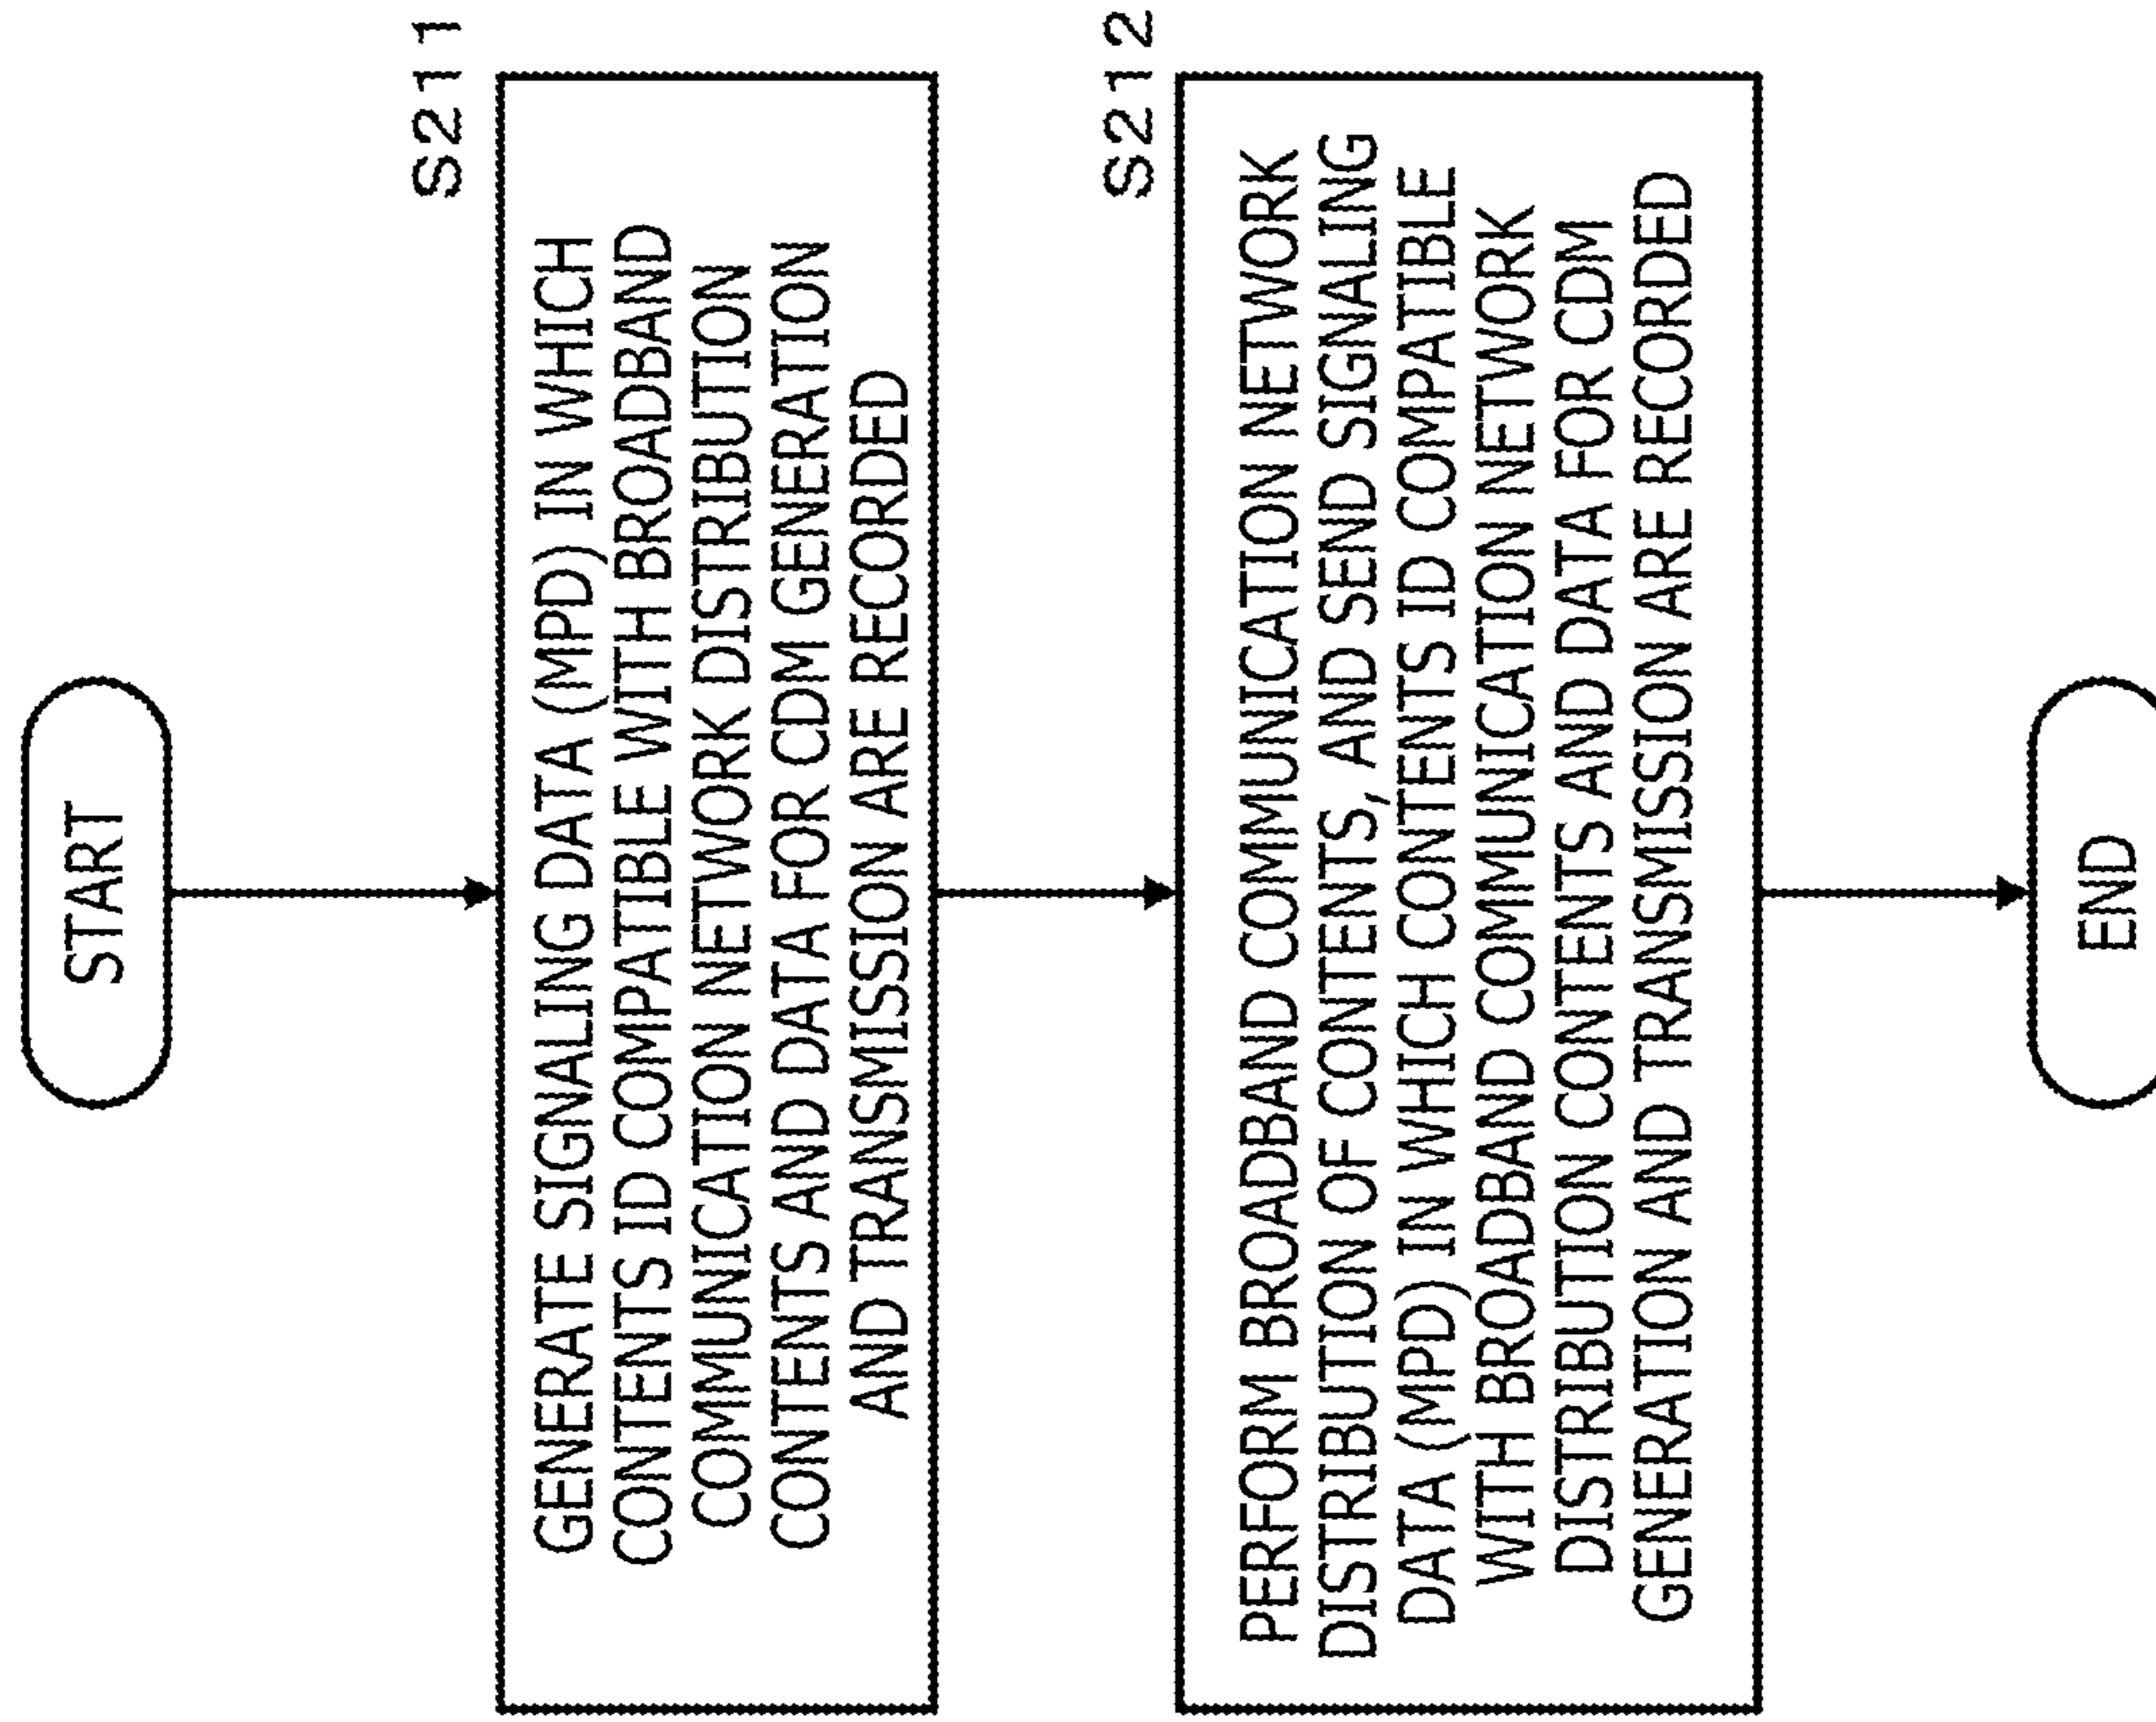 START
S211
GENERATE SIGNALING DATA (MPD) IN WHICH
CONTENTS ID COMPATIBLE WITH BROADBAND
COMMUNICATION NETWORK DISTRIBUTION
CONTENTS AND DATA FOR CDM GENERATION
AND TRANSMISSION ARE RECORDED
S212
PERFORM BROADBAND COMMUNICATION NETWORK
DISTRIBUTION OF CONTENTS, AND SEND SIGNALING
DATA (MPD) IN WHICH CONTENTS ID COMPATIBLE
WITH BROADBAND COMMUNICATION NETWORK
DISTRIBUTION CONTENTS AND DATA FOR CDM
GENERATION AND TRANSMISSION ARE RECORDED
END